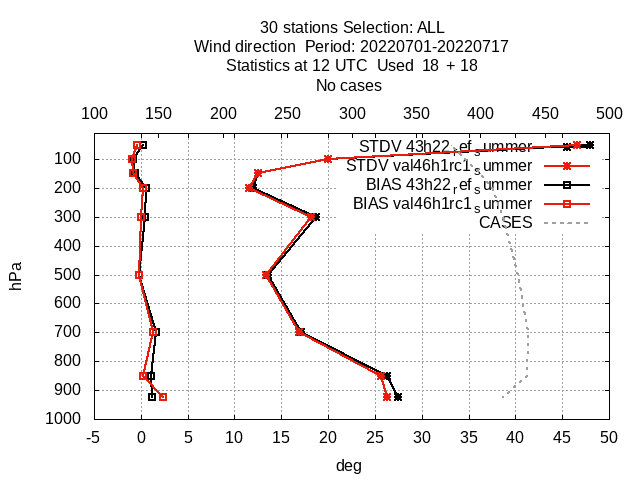 30 stations Selection: ALL
Wind direction  Period: 20220701-20220717
Statistics at 12 UTC  Used  18  + 18
No cases
100 150 200 250 300 350 400 450 500
STDV 43h22_ref_summer
STDV val46h1rc1_summer
BIAS 43h22_ref_summer
BIAS val46h1rc1_summer
CASES
100
200
300
400
500
600
700
800
900
1000
hPa
-5 0 5 10 15 20 25 30 35 40 45 50
deg